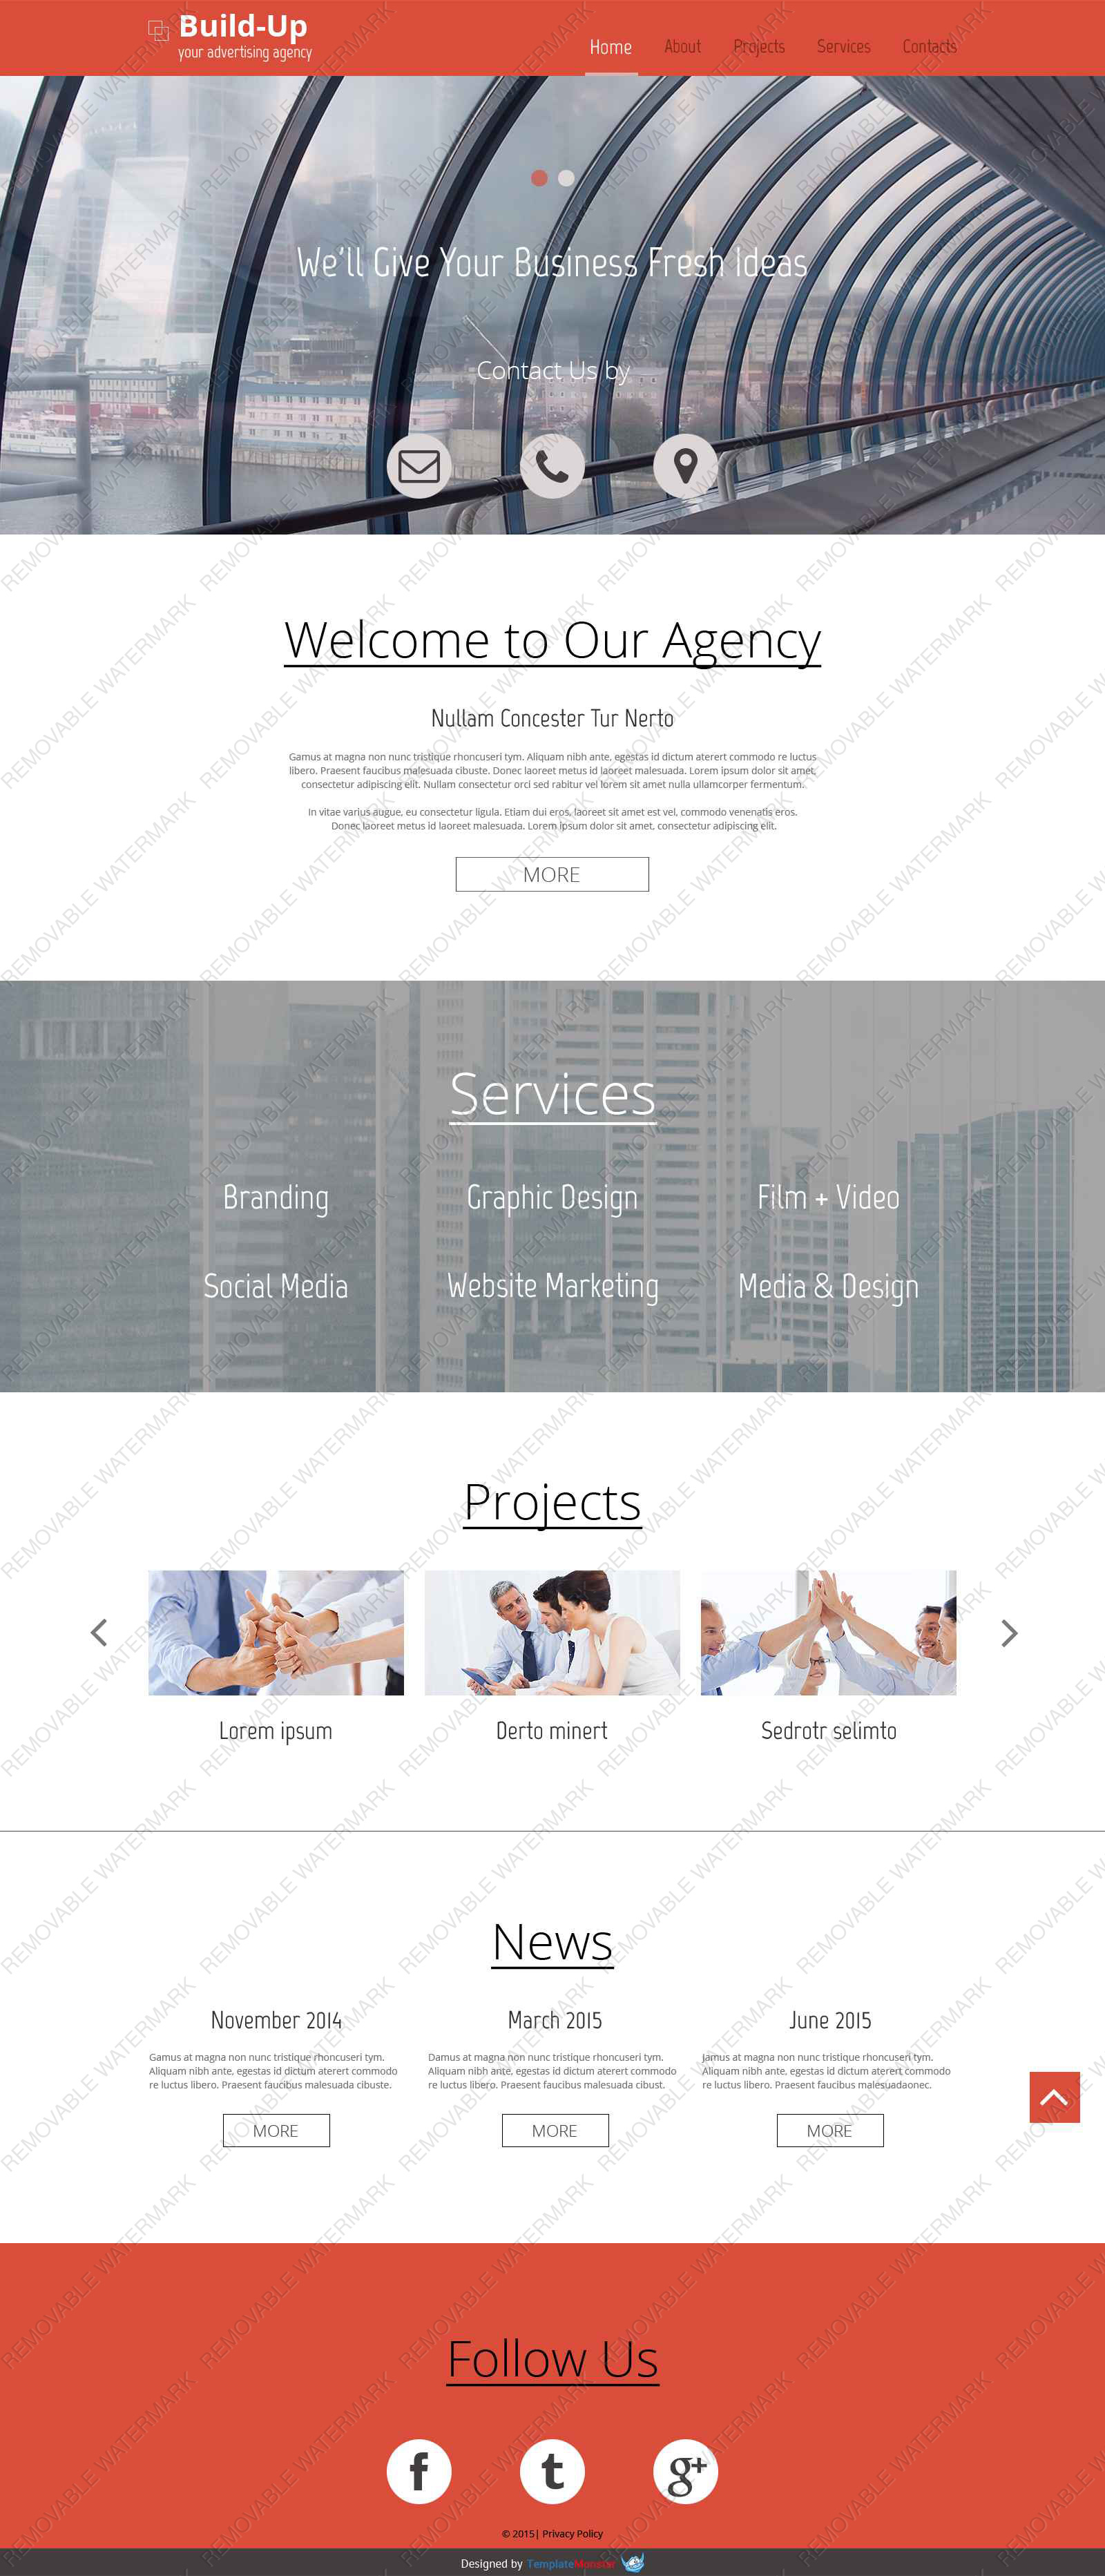 Build-Up
your advertising agency
Home About Projects Services Contacts
We'll Give Your Business Fresh Ideas
Contact Us by
Welcome to Our Agency
Nullam Concester Tur Nerto
Gamus at magna non nunc tristique rhoncuseri tym. Aliquam nibh ante, egestas id dictum aterert commodo re luctus
libero. Praesent faucibus malesuada cibuste. Donec laoreet metus id laoreet malesuada. Lorem ipsum dolor sit amet,
consectetur adipiscing elit. Nullam consectetur orci sed rabitur vel lorem sit amet nulla ullamcorper fermentum.
In vitae varius augue, eu consectetur ligula. Etiam dui eros, laoreet sit amet est vel, commodo venenatis eros.
Donec laoreet metus id laoreet malesuada. Lorem ipsum dolor sit amet, consectetur adipiscing elit.
MORE
Services
Branding Graphic Design Film + Video
Social Media Website Marketing Media & Design
Projects
Lorem ipsum Derto minert Sedrotr selimto
News
November 2014
Gamus at magna non nunc tristique rhoncuseri tym.
Aliquam nibh ante, egestas id dictum aterert commodo
re luctus libero. Praesent faucibus malesuada cibuste.
MORE
March 2015
Damus at magna non nunc tristique rhoncuseri tym.
Aliquam nibh ante, egestas id dictum aterert commodo
re luctus libero. Praesent faucibus malesuada cibust.
MORE
June 2015
Jamus at magna non nunc tristique rhoncuseri tym.
Aliquam nibh ante, egestas id dictum aterert commodo
re luctus libero. Praesent faucibus malesuadaonec.
MORE
Follow Us
f t g+
© 2015| Privacy Policy
Designed by TemplateMonster
REMOVABLE WATERMARK